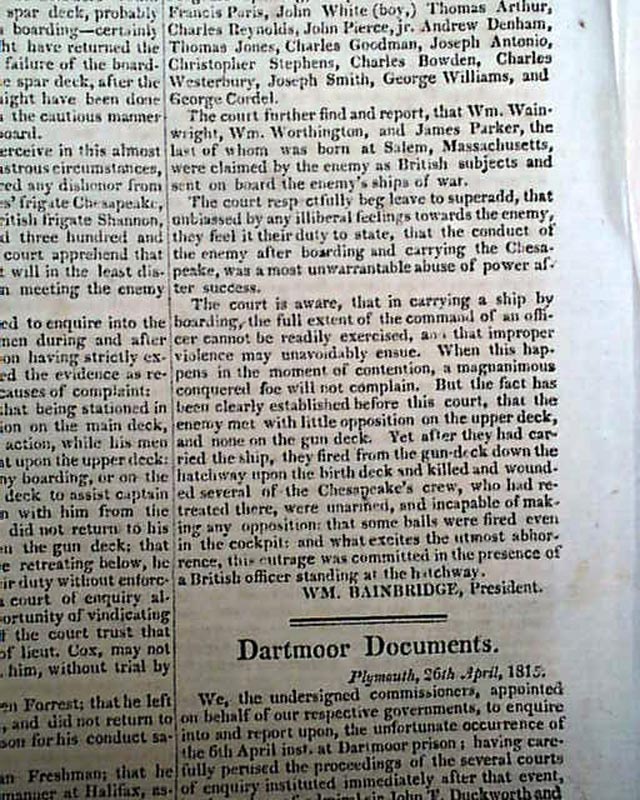 spar deck, probably
boarding—certainly
have returned the
failure of the board-
spar deck, after the
might have been done
the cautious manner
board.
perceive in this almost
circumstances,
any dishonor from
frigate Chesapeake,
British frigate Shannon,
three hundred and
court apprehend that
will in the least dis-
meeting the enemy
to enquire into the
men during and after
on having strictly ex-
the evidence as re-
causes of complaint:
that being stationed in
ion on the main deck,
action, while his men
at upon the upper deck:
ny boarding, or on the
deck to assist captain
n with him from the
did not return to his
the gun deck; that
retreating below, he
ir duty without enforc-
court of enquiry al-
portunity of vindicating
the court trust that
of lieut. Cox, may not
him, without trial by
Forrest; that he left
, and did not return to
son for his conduct sa-
an Freshman; that he
manner at Halifax, as-
Francis Paris, John White (boy,) Thomas Arthur,
Charles Reynolds, John Pierce, jr. Andrew Denham,
Thomas Jones, Charles Goodman, Joseph Antonio,
Christopher Stephens, Charles Bowden, Charles
Westerbury, Joseph Smith, George Williams, and
George Cordel.
The court further find and report, that Wm. Wain-
wright, Wm. Worthington, and James Parker, the
last of whom was born at Salem, Massachusetts,
were claimed by the enemy as British subjects and
sent on board the enemy's ships of war.
The court resp ctfully beg leave to superadd, that
unbiassed by any illiberal feelings towards the enemy,
they feel it their duty to state, that the conduct of
the enemy after boarding and carrying the Chesa-
peake, was a most unwarrantable abuse of power af-
ter success.
The court is aware, that in carrying a ship by
boarding, the full extent of the command of an offi-
cer cannot be readily exercised, and that improper
violence may unavoidably ensue. When this hap-
pens in the moment of contention, a magnanimous
conquered foe will not complain. But the fact has
been clearly established before this court, that the
enemy met with little opposition on the upper deck,
and none on the gun deck. Yet after they had car-
ried the ship, they fired from the gun-deck down the
hatchway upon the birth deck and killed and wound-
ed several of the Chesapeake's crew, who had re-
treated there, were unarmed, and incapable of mak-
ing any opposition: that some balls were fired even
in the cockpit: and what excites the utmost abhor-
rence, this outrage was committed in the presence of
a British officer standing at the hatchway.
WM. BAINBRIDGE, President.
Dartmoor Documents.
Plymouth, 26th April, 1815.
We, the undersigned commissioners, appointed
on behalf of our respective governments, to enquire
into and report upon, the unfortunate occurrence of
the 6th April inst. at Dartmoor prison; having care-
fully perused the proceedings of the several courts
of enquiry instituted immediately after that event,
sir John T. Duckworth and